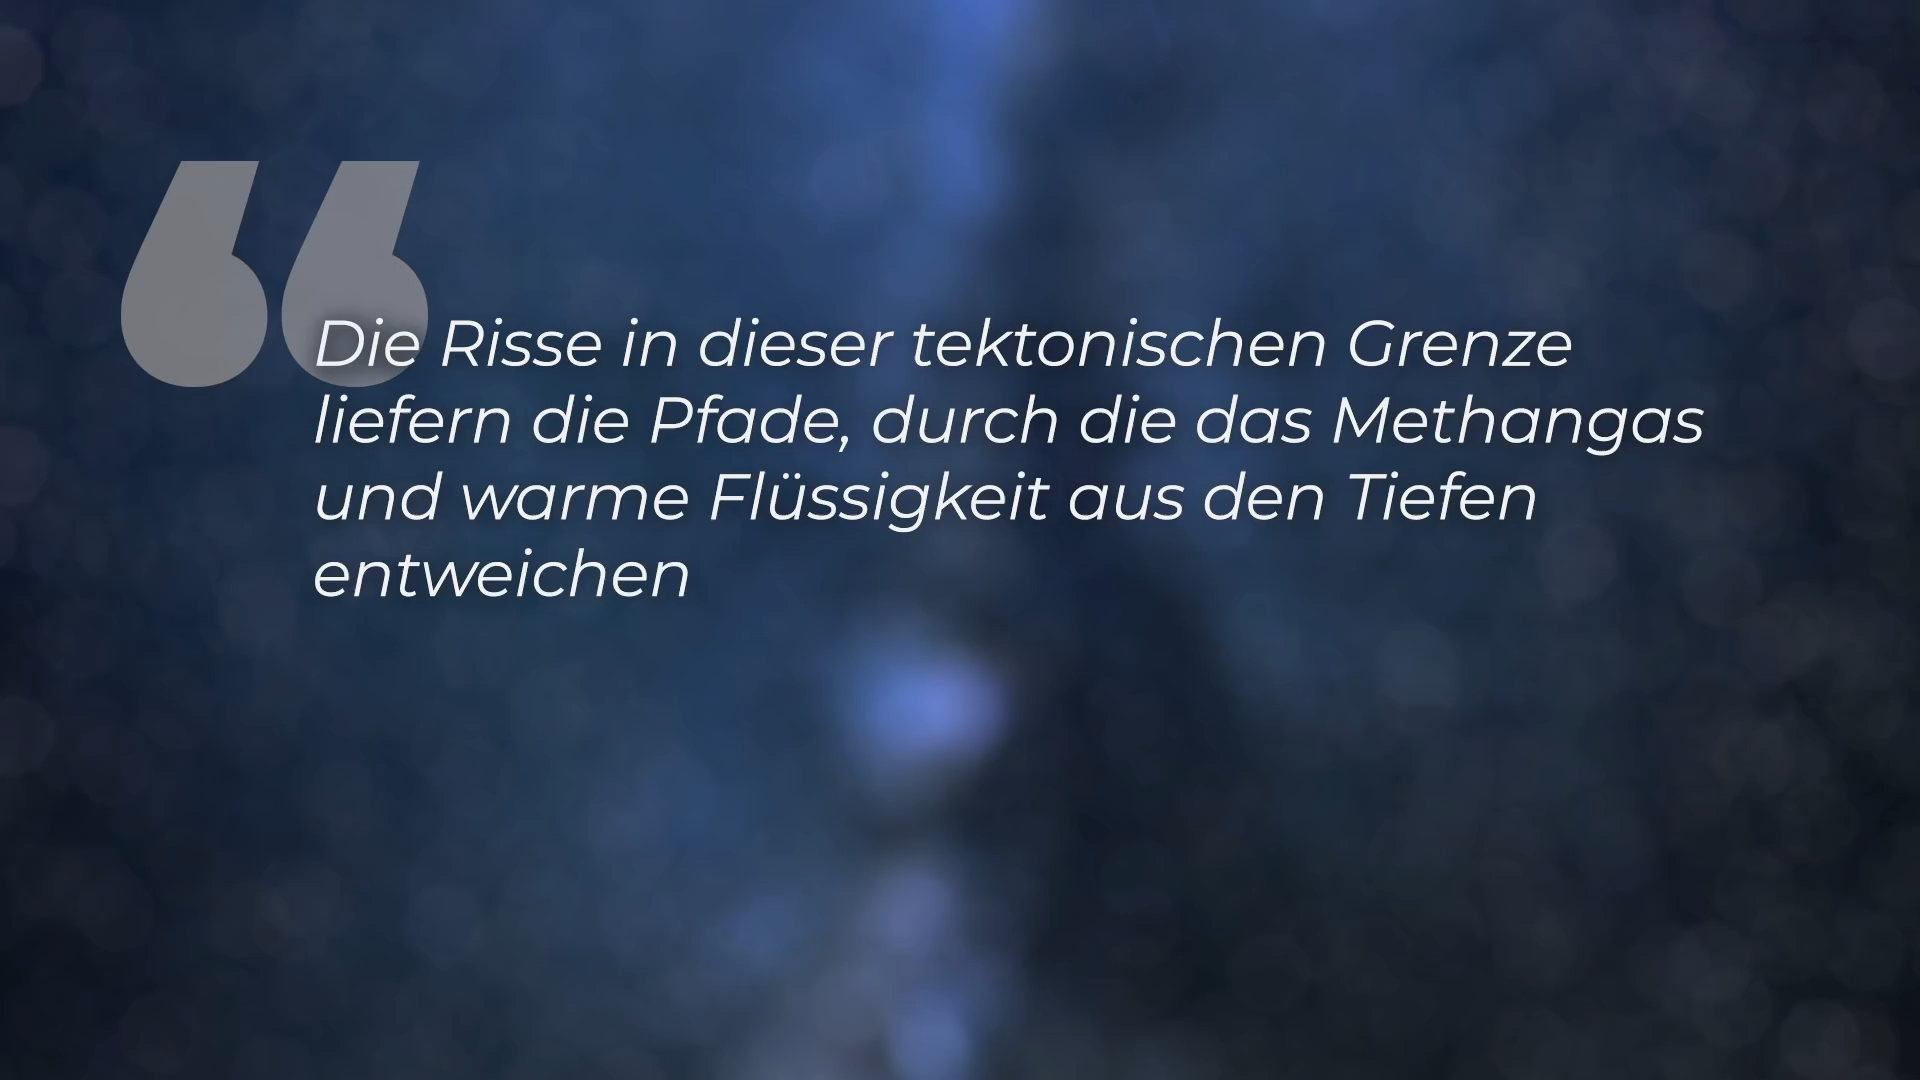 “
Die Risse in dieser tektonischen Grenze
liefern die Pfade, durch die das Methangas
und warme Flüssigkeit aus den Tiefen
entweichen